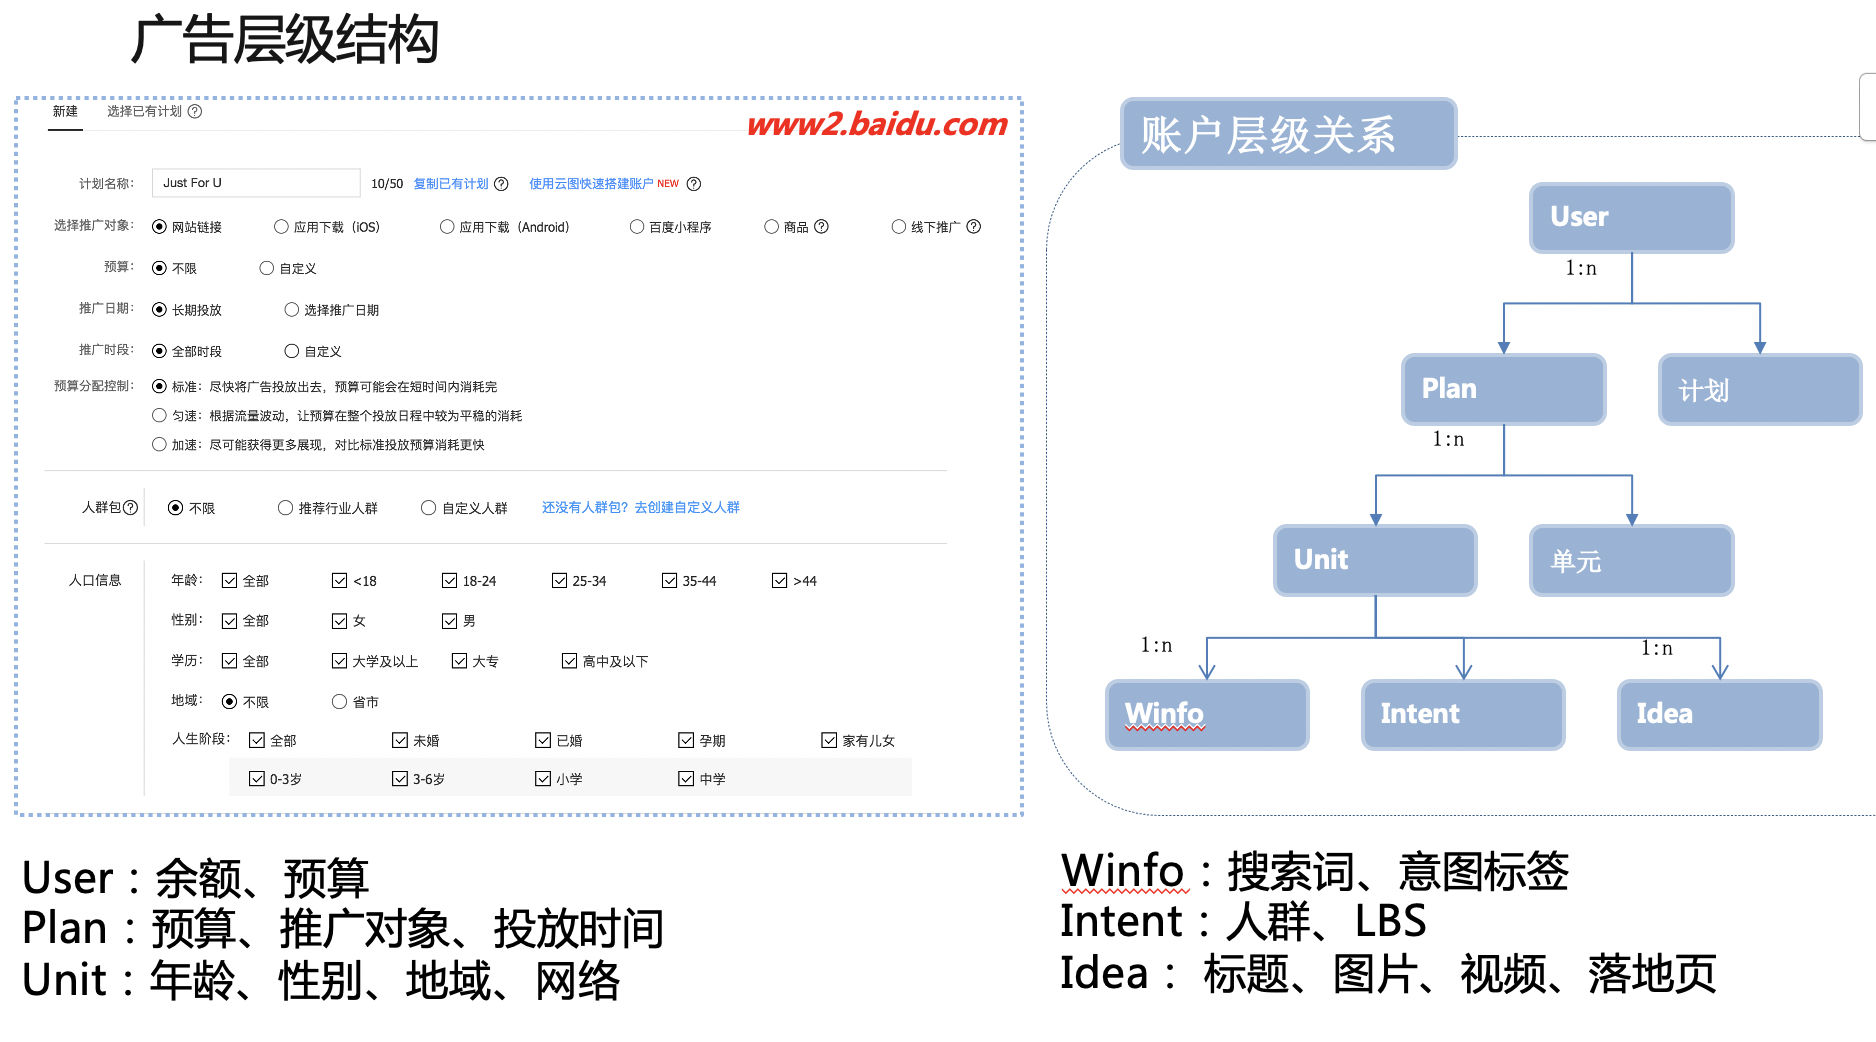 广告层级结构
新建 选择已有计划 ?
www2.baidu.com
计划名称: Just For U 10/50 复制已有计划 ? 使用云图快速搭建账户 NEW ?
选择推广对象: 网站链接 应用下载 (iOS) 应用下载 (Android) 百度小程序 商品 ? 线下推广 ?
预算: 不限 自定义
推广日期: 长期投放 选择推广日期
推广时段: 全部时段 自定义
预算分配控制: 标准: 尽快将广告投放出去, 预算可能会在短时间内消耗完
匀速: 根据流量波动, 让预算在整个投放日程中较为平稳的消耗
加速: 尽可能获得更多展现, 对比标准投放预算消耗更快
人群包 ? 不限 推荐行业人群 自定义人群 还没有人群包? 去创建自定义人群
人口信息 年龄: 全部 <18 18-24 25-34 35-44 >44
性别: 全部 女 男
学历: 全部 大学及以上 大专 高中及以下
地域: 不限 省市
人生阶段: 全部 未婚 已婚 孕期 家有儿女
0-3岁 3-6岁 小学 中学
账户层级关系
User
1:n
Plan 计划
1:n
Unit 单元
1:n 1:n
Winfo Intent Idea
User：余额、预算
Plan：预算、推广对象、投放时间
Unit：年龄、性别、地域、网络
Winfo：搜索词、意图标签
Intent：人群、LBS
Idea： 标题、图片、视频、落地页